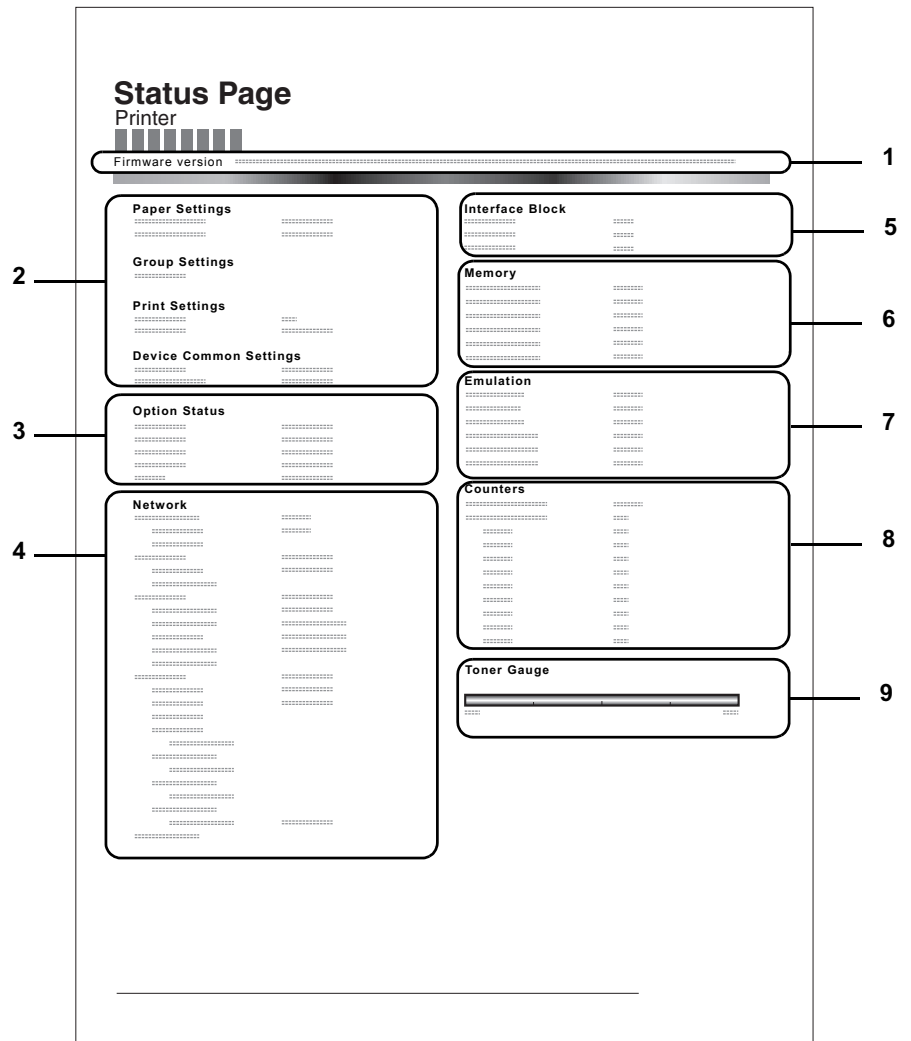 Status Page
Printer
Firmware version
1
Paper Settings
Group Settings
Print Settings
Device Common Settings
2
Option Status
3
Network
4
Interface Block
5
Memory
6
Emulation
7
Counters
8
Toner Gauge
9